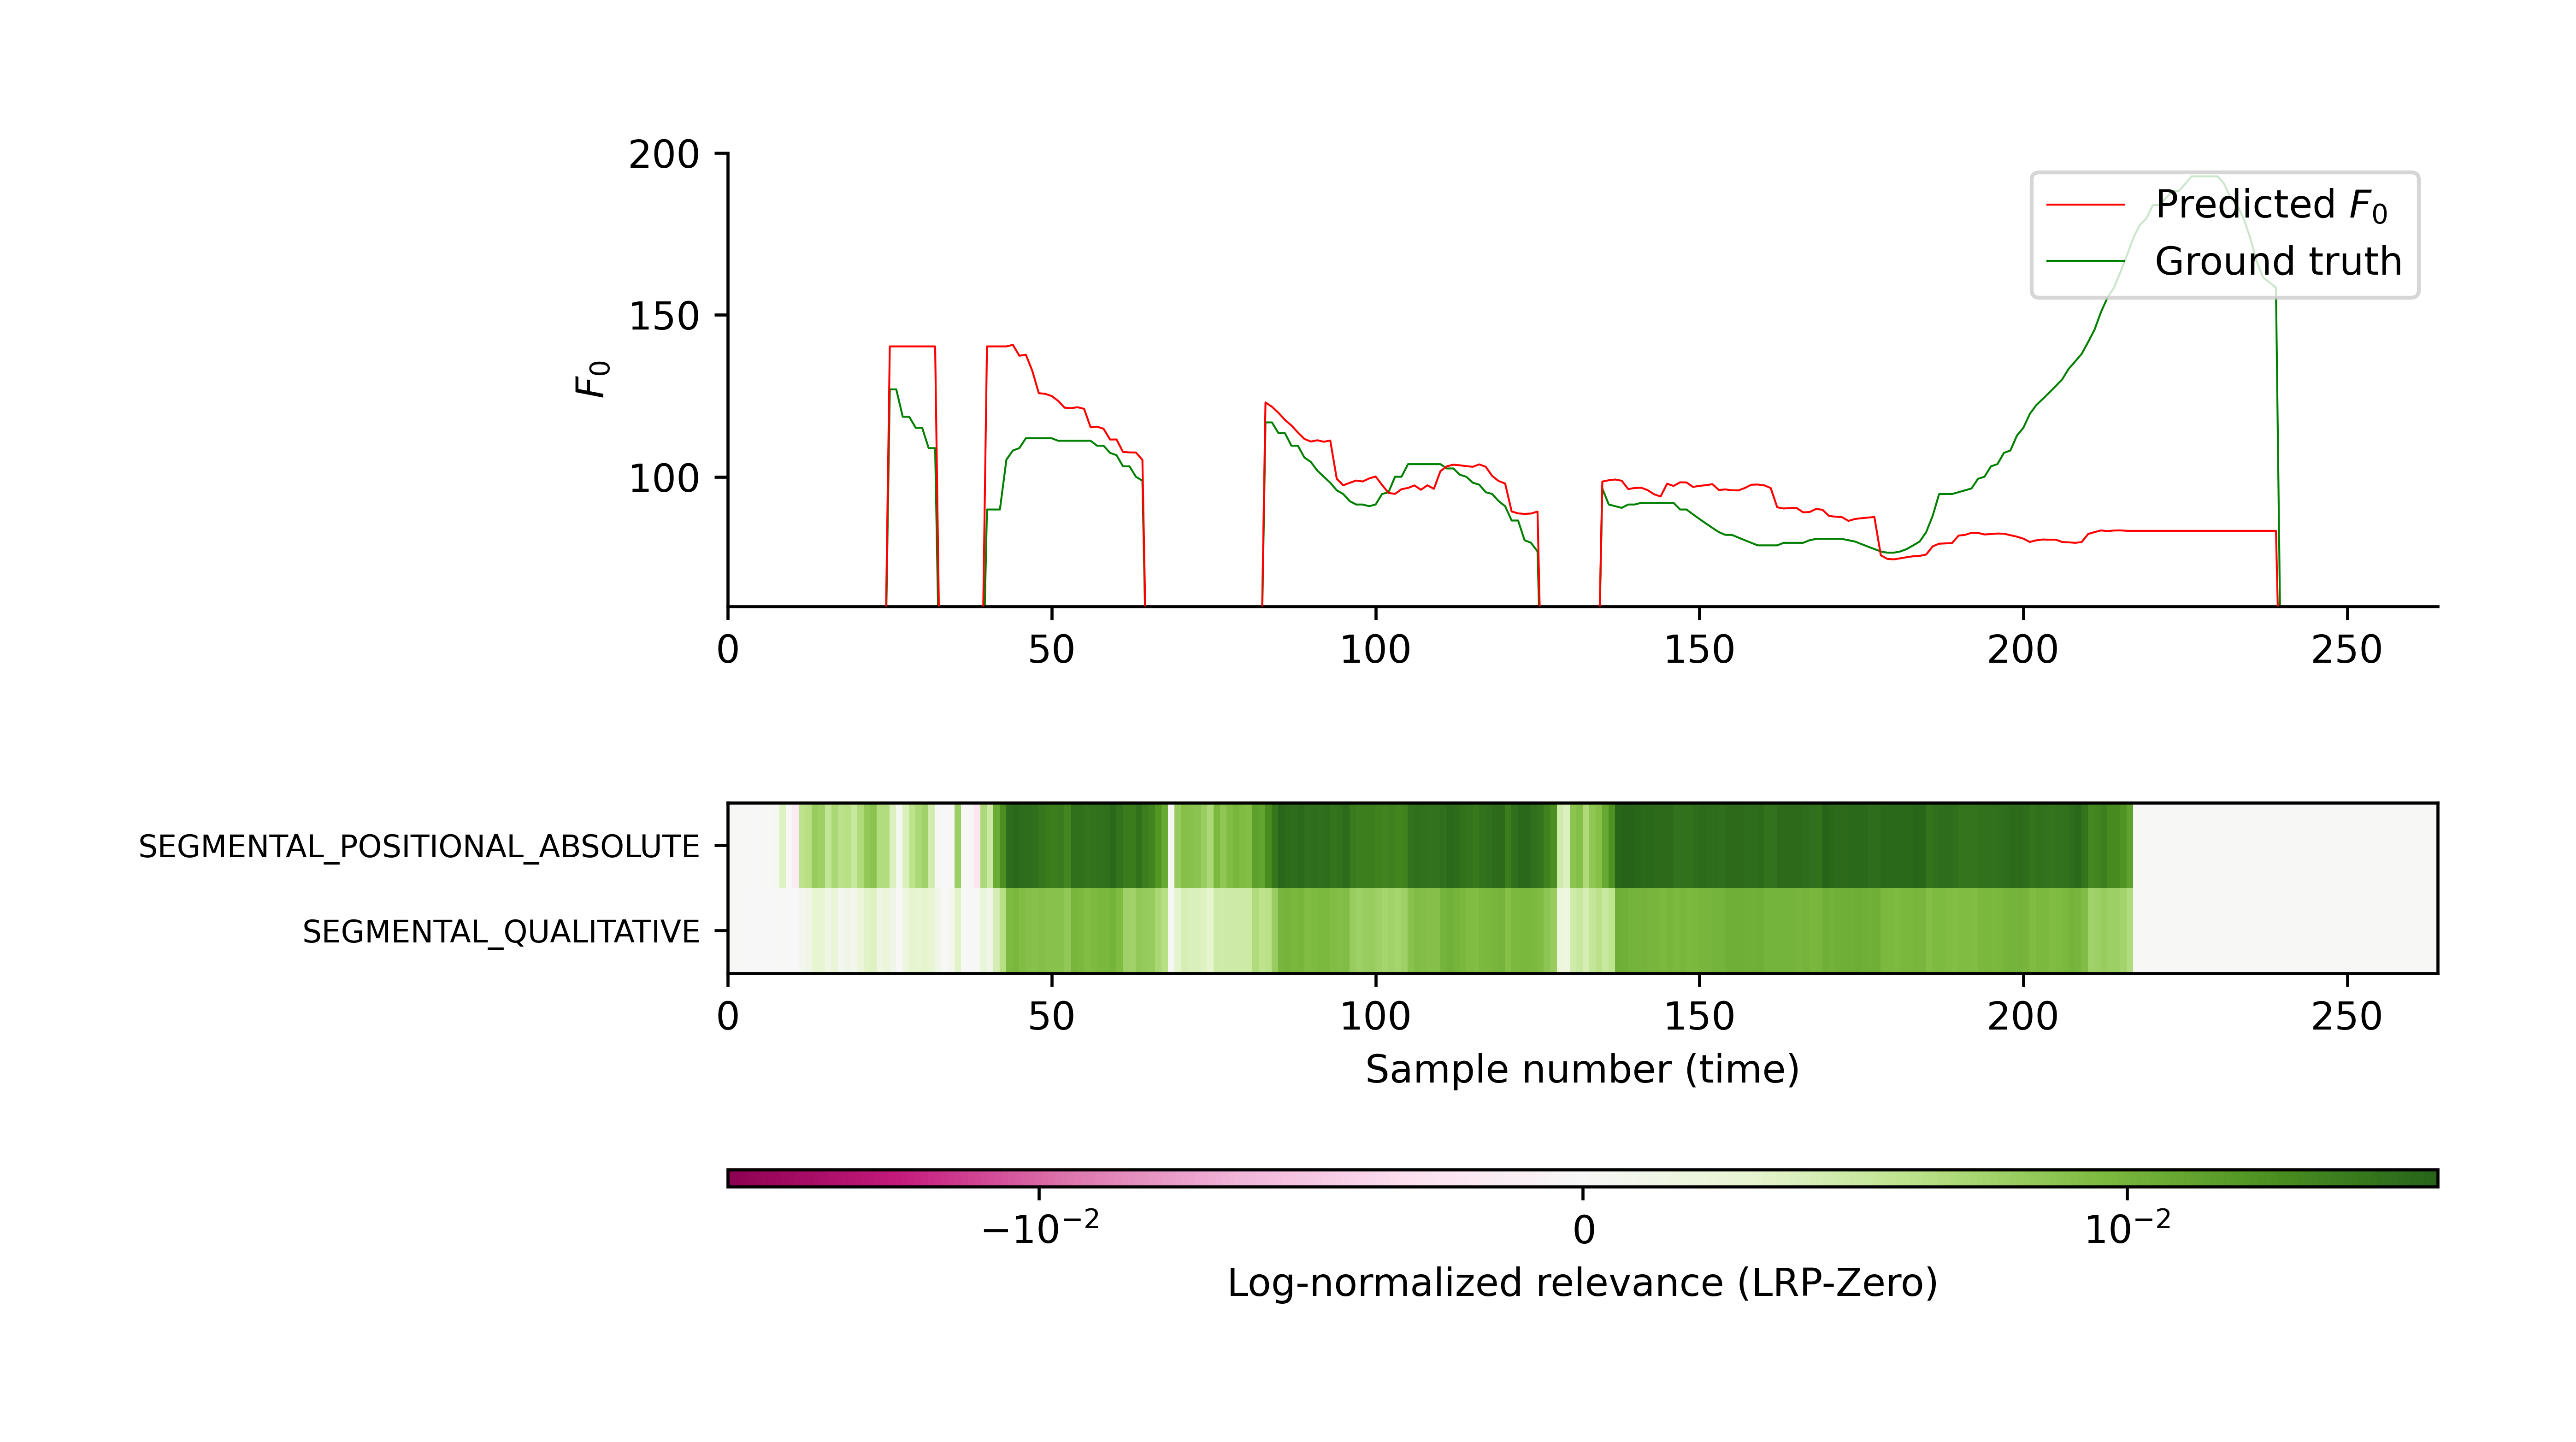 200
150
100
F₀
Predicted F₀
Ground truth
0 50 100 150 200 250
SEGMENTAL_POSITIONAL_ABSOLUTE
SEGMENTAL_QUALITATIVE
0 50 100 150 200 250
Sample number (time)
−10⁻² 0 10⁻²
Log-normalized relevance (LRP-Zero)